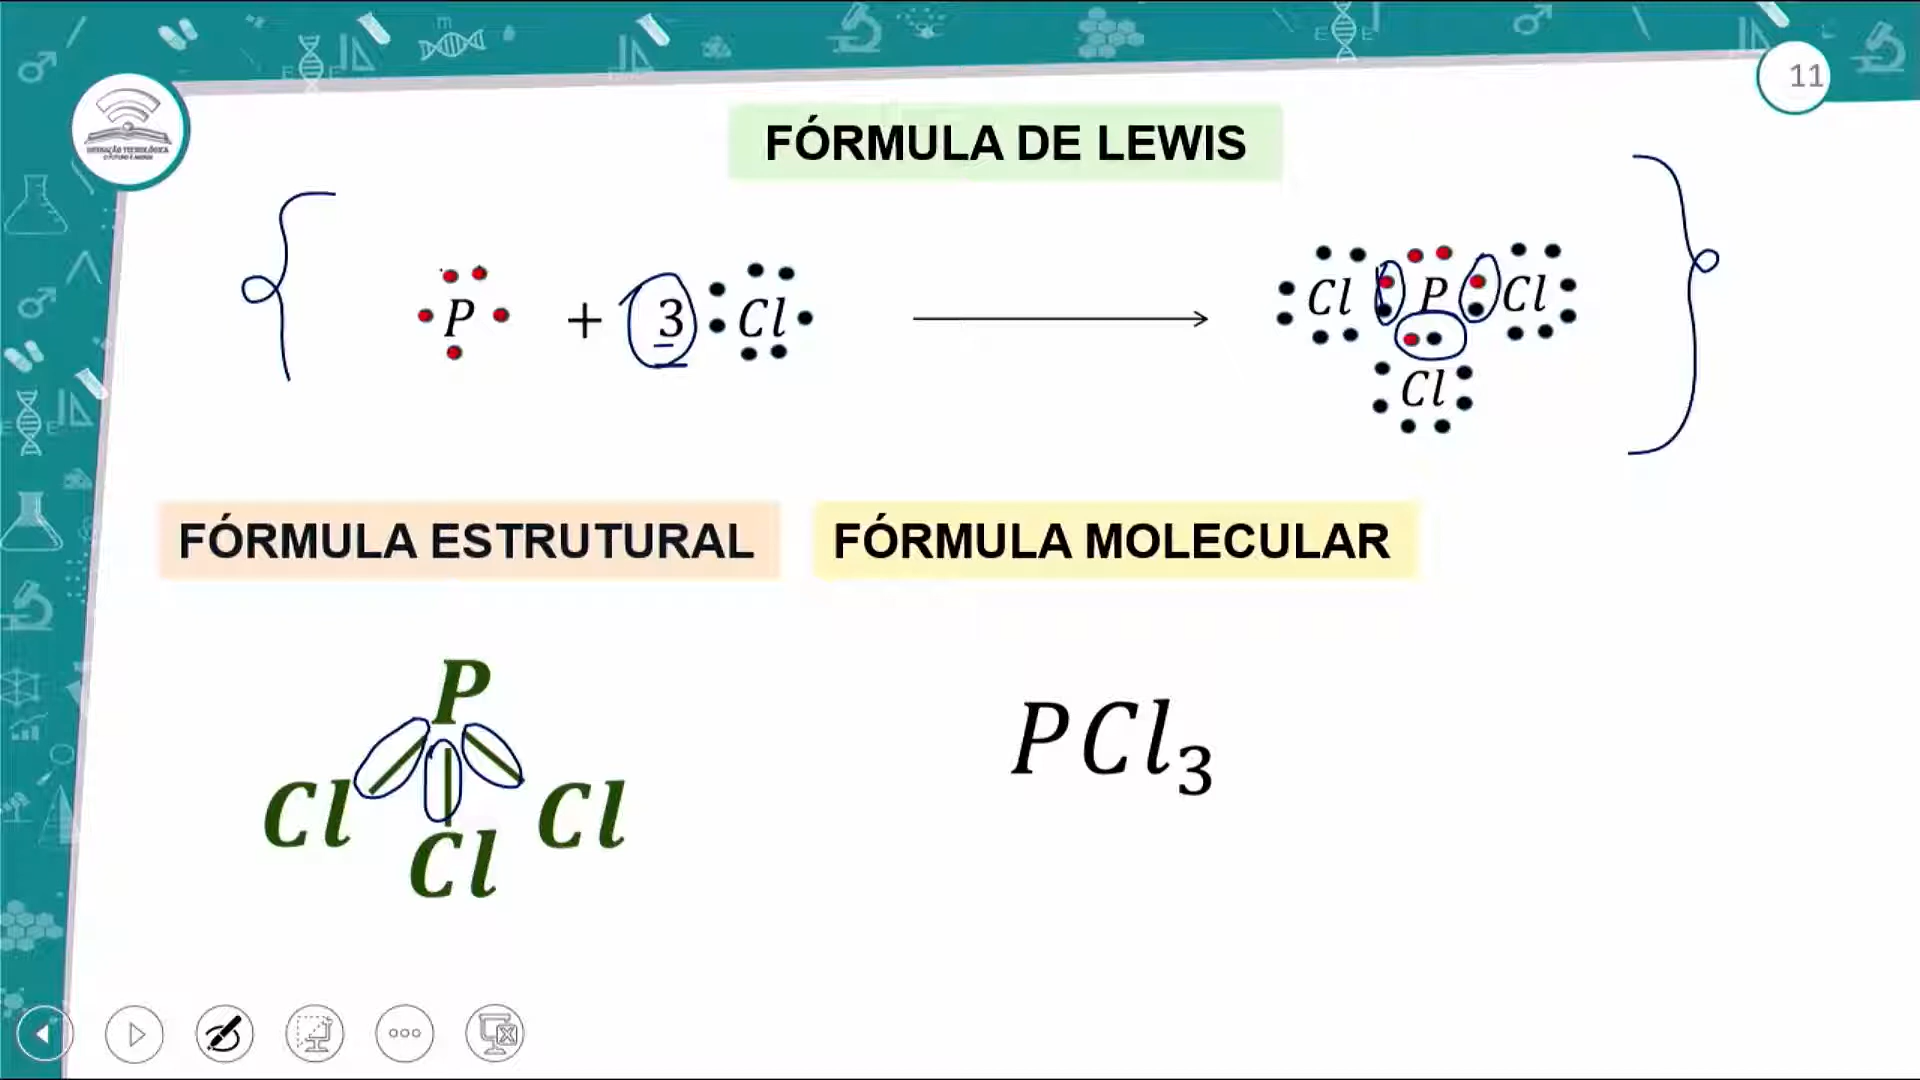 11
FÓRMULA DE LEWIS
P + 3 Cl → Cl P Cl
Cl
FÓRMULA ESTRUTURAL FÓRMULA MOLECULAR
P
Cl Cl Cl
PCl₃